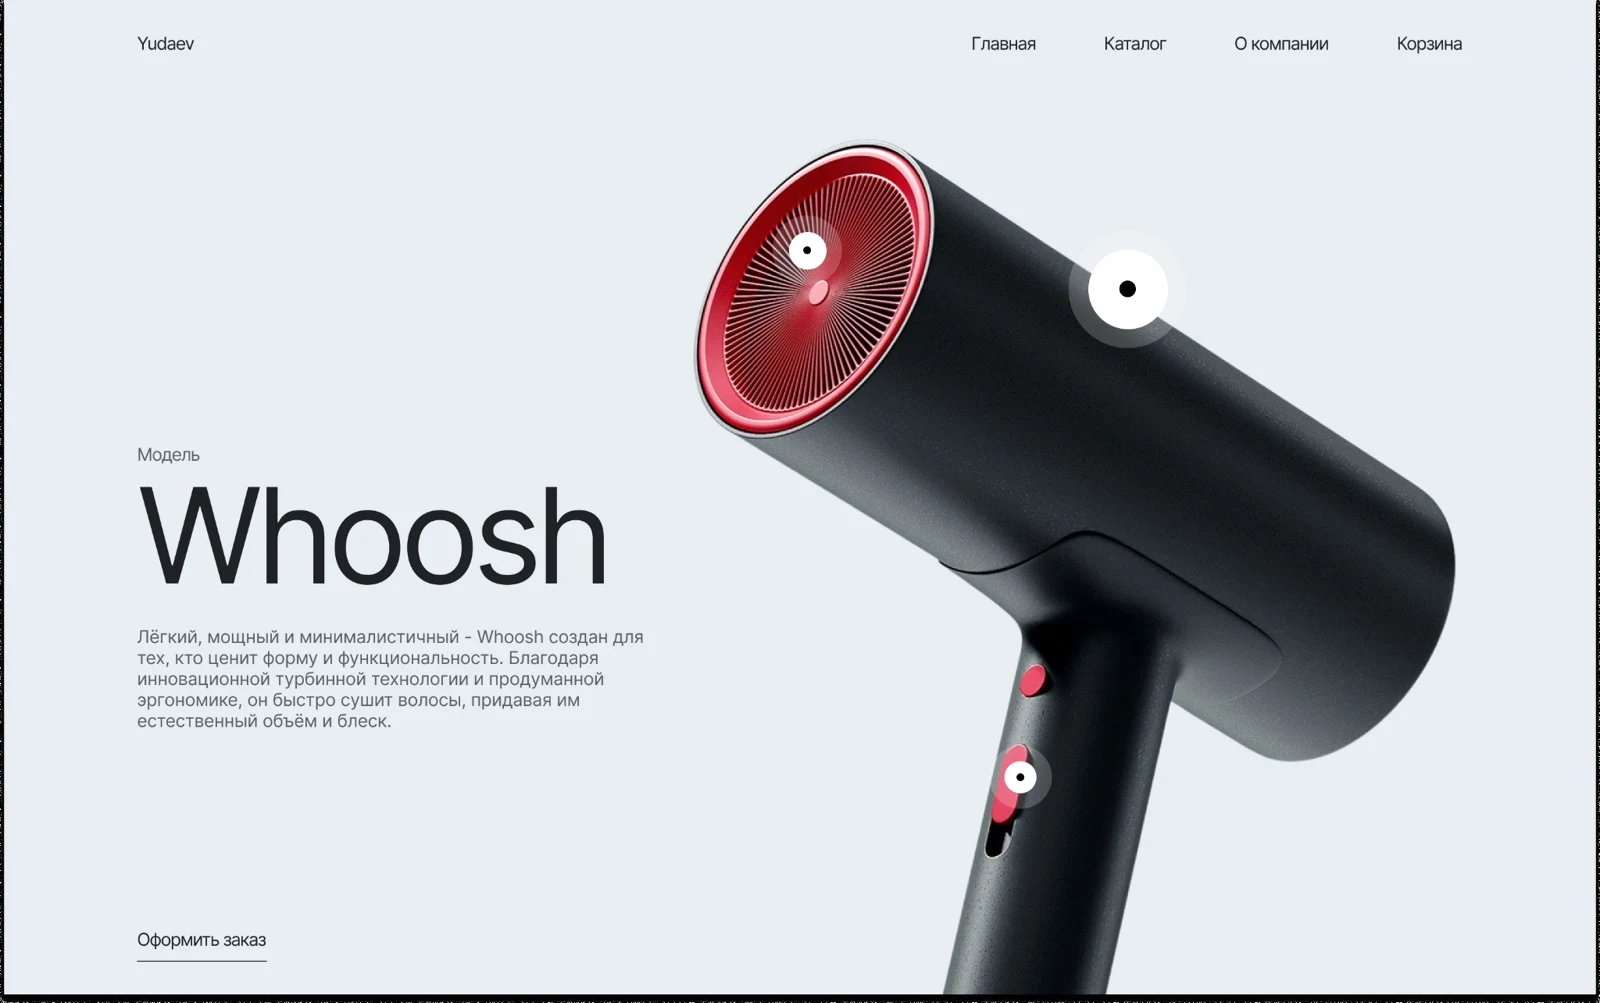 Yudaev
Главная
Каталог
О компании
Корзина
Модель
Whoosh
Лёгкий, мощный и минималистичный - Whoosh создан для
тех, кто ценит форму и функциональность. Благодаря
инновационной турбинной технологии и продуманной
эргономике, он быстро сушит волосы, придавая им
естественный объём и блеск.
Оформить заказ